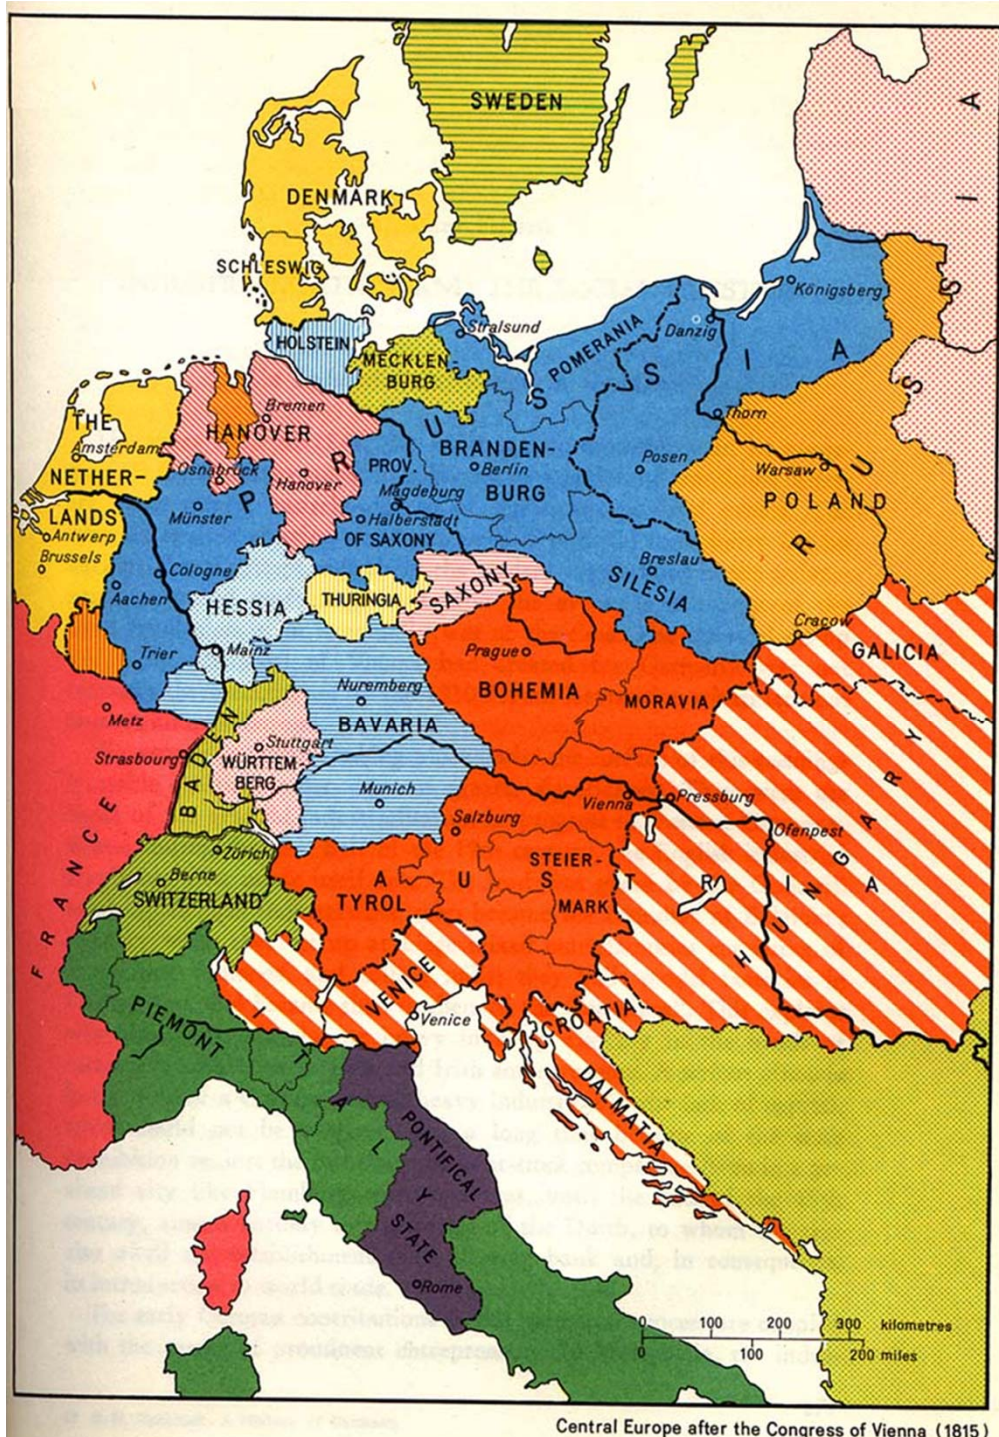 SWEDEN
DENMARK
SCHLESWIG
HOLSTEIN
MECKLEN-
BURG
Stralsund
POMERANIA
Danzig
Königsberg
RUSSIA
PRUSSIA
THE
NETHER-
LANDS
Amsterdam
Antwerp
Brussels
Bremen
HANOVER
Osnabrück
Hanover
Münster
PROV.
OF SAXONY
Magdeburg
Halberstadt
BRANDEN-
BURG
Berlin
Thorn
Posen
Warsaw
POLAND
Breslau
SILESIA
Cologne
Aachen
HESSIA
THURINGIA
SAXONY
Cracow
GALICIA
Trier
Mainz
Prague
BOHEMIA
MORAVIA
Nuremberg
BAVARIA
Metz
Strasbourg
Stuttgart
WÜRTTEM-
BERG
BADEN
Munich
Salzburg
Vienna
Pressburg
Ofenpest
HUNGARY
FRANCE
Zürich
Berne
SWITZERLAND
AUSTRIA
TYROL
STEIER-
MARK
VENICE
Venice
CROATIA
DALMATIA
PIEMONT
ITALY
PONTIFICAL
STATE
Rome
0 100 200 300 kilometres
0 100 200 miles
Central Europe after the Congress of Vienna (1815)